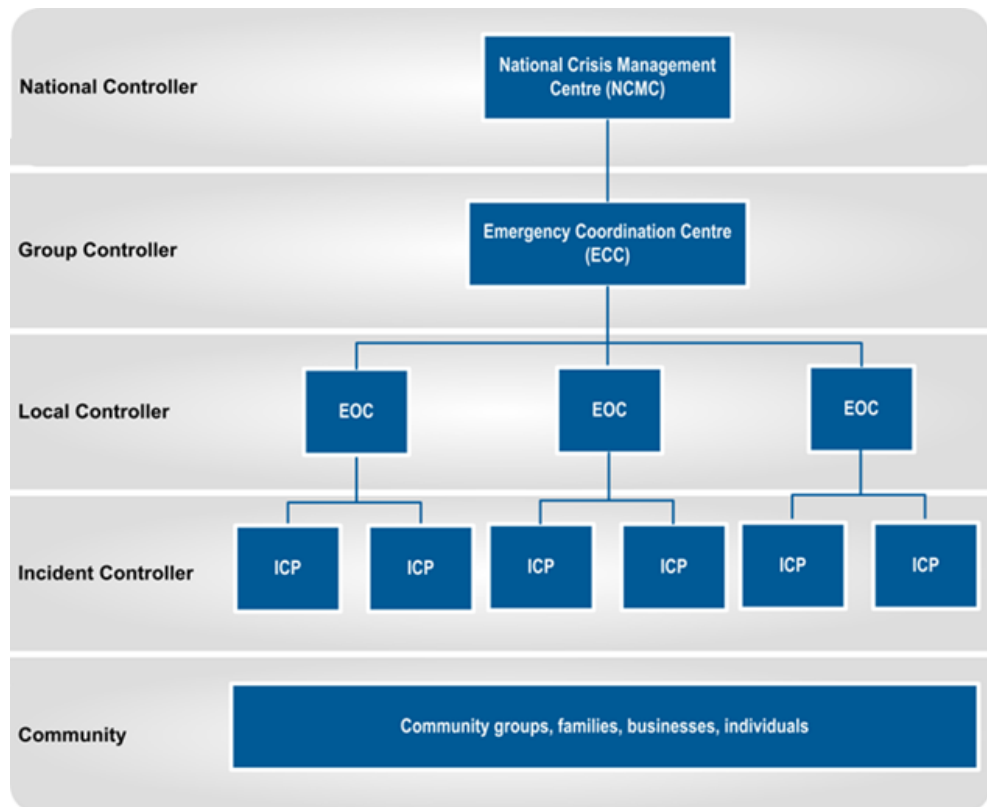 National Controller
National Crisis Management
Centre (NCMC)
Group Controller
Emergency Coordination Centre
(ECC)
Local Controller
EOC
EOC
EOC
Incident Controller
ICP
ICP
ICP
ICP
ICP
ICP
Community
Community groups, families, businesses, individuals